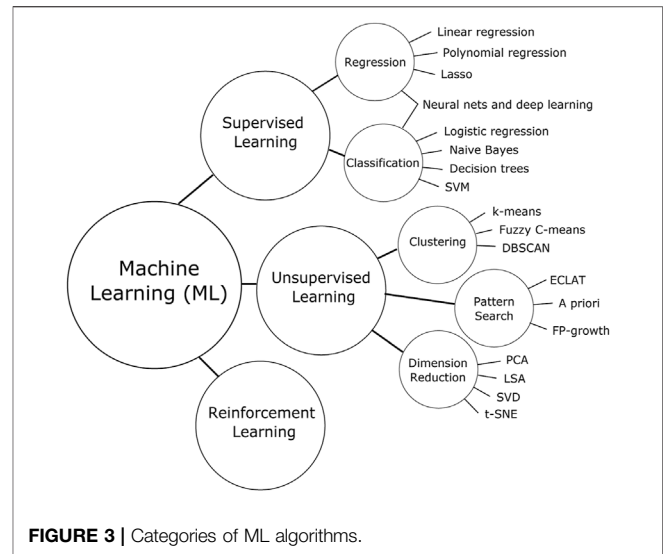 Linear regression
Polynomial regression
Regression
Lasso
Neural nets and deep learning
Supervised
Learning
Logistic regression
Naive Bayes
Classification
Decision trees
SVM
k-means
Fuzzy C-means
Clustering
DBSCAN
Machine
Learning (ML)
Unsupervised
Learning
ECLAT
Pattern
Search
A priori
FP-growth
Dimension
Reduction
PCA
LSA
SVD
t-SNE
Reinforcement
Learning
FIGURE 3 | Categories of ML algorithms.